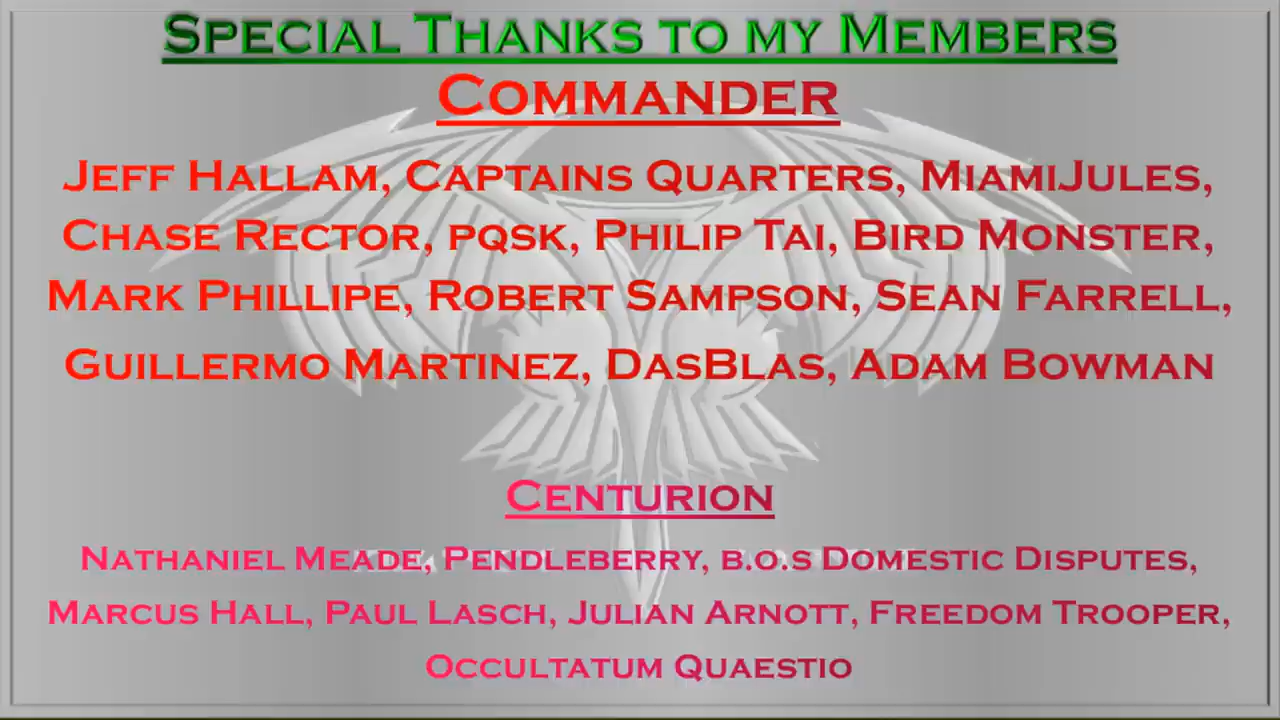 Special Thanks to my Members
Commander
Jeff Hallam, Captains Quarters, MiamiJules,
Chase Rector, pqsk, Philip Tai, Bird Monster,
Mark Phillipe, Robert Sampson, Sean Farrell,
Guillermo Martinez, DasBlas, Adam Bowman
Centurion
Nathaniel Meade, Pendleberry, b.o.s Domestic Disputes,
Marcus Hall, Paul Lasch, Julian Arnott, Freedom Trooper,
Occultatum Quaestio